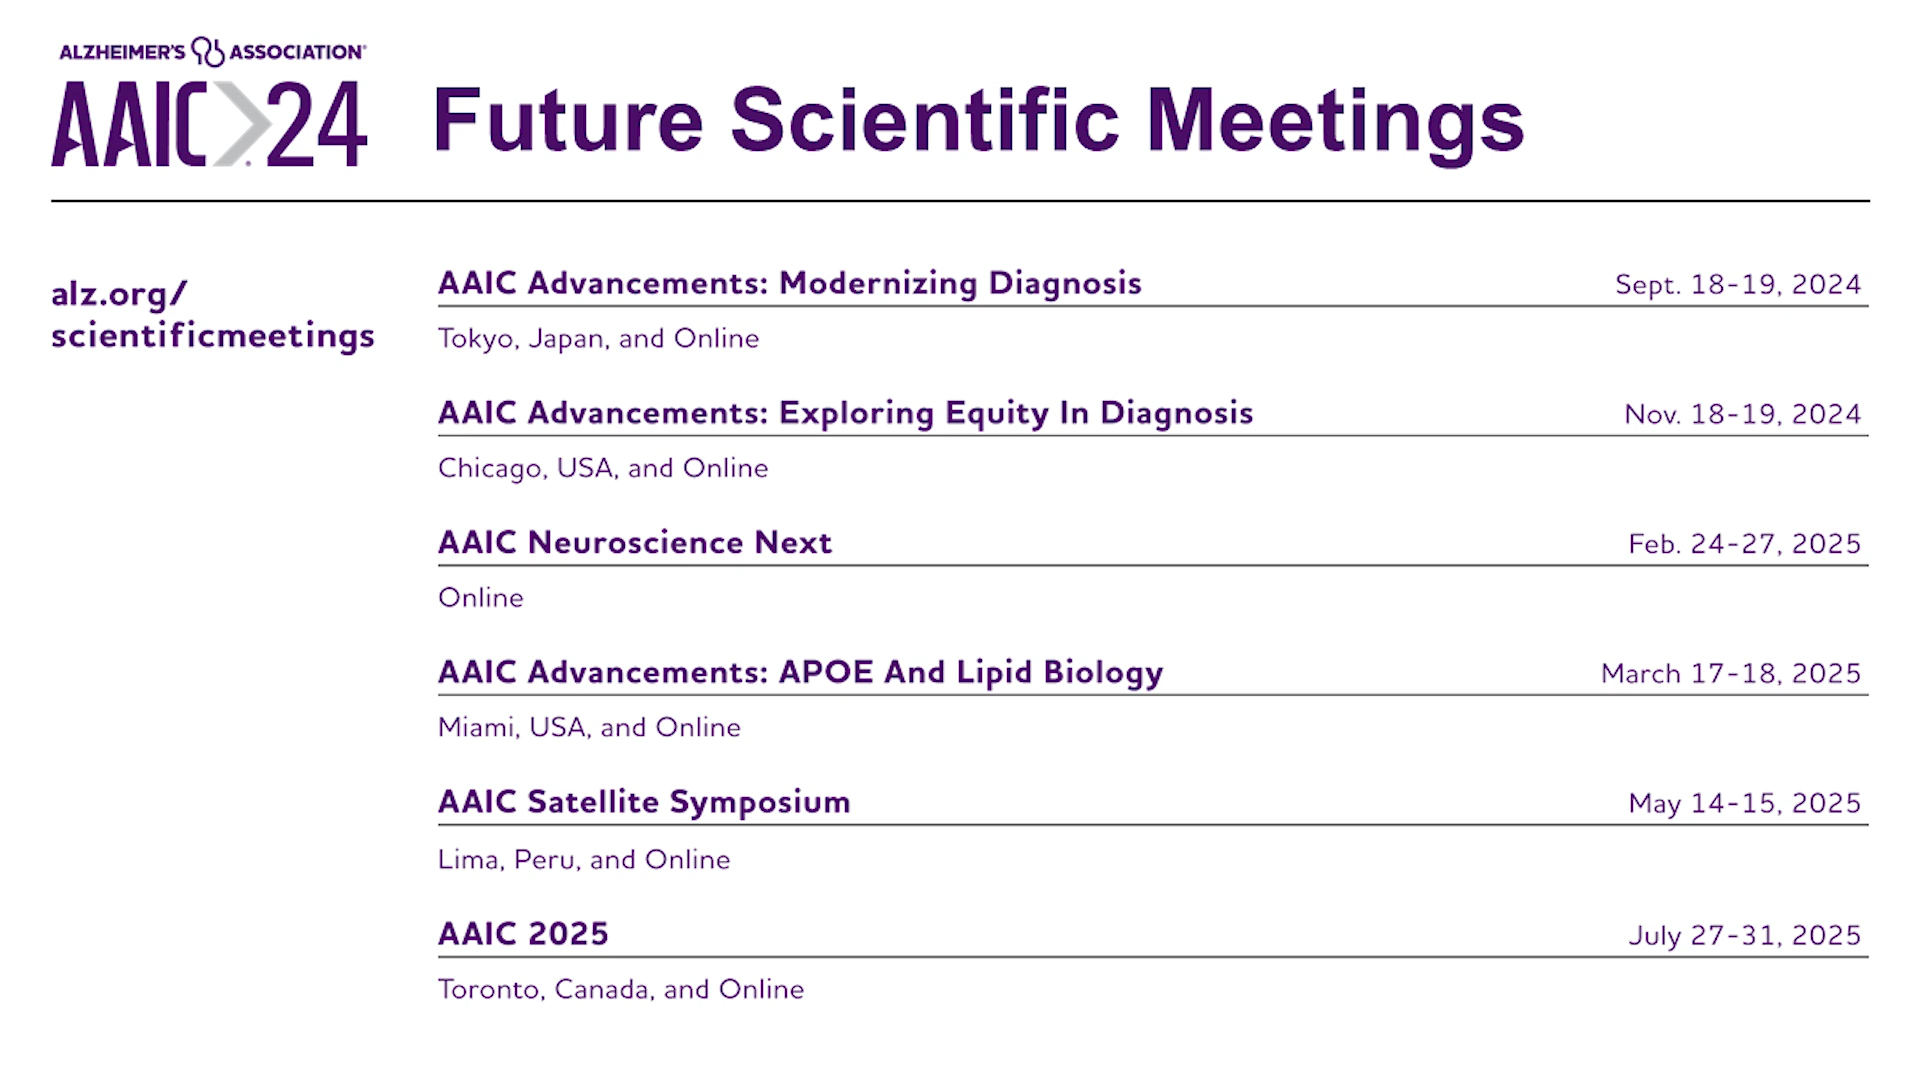 ALZHEIMER'S ASSOCIATION®
AAIC 24
Future Scientific Meetings
alz.org/
scientificmeetings
AAIC Advancements: Modernizing Diagnosis Sept. 18-19, 2024
Tokyo, Japan, and Online
AAIC Advancements: Exploring Equity In Diagnosis Nov. 18-19, 2024
Chicago, USA, and Online
AAIC Neuroscience Next Feb. 24-27, 2025
Online
AAIC Advancements: APOE And Lipid Biology March 17-18, 2025
Miami, USA, and Online
AAIC Satellite Symposium May 14-15, 2025
Lima, Peru, and Online
AAIC 2025 July 27-31, 2025
Toronto, Canada, and Online